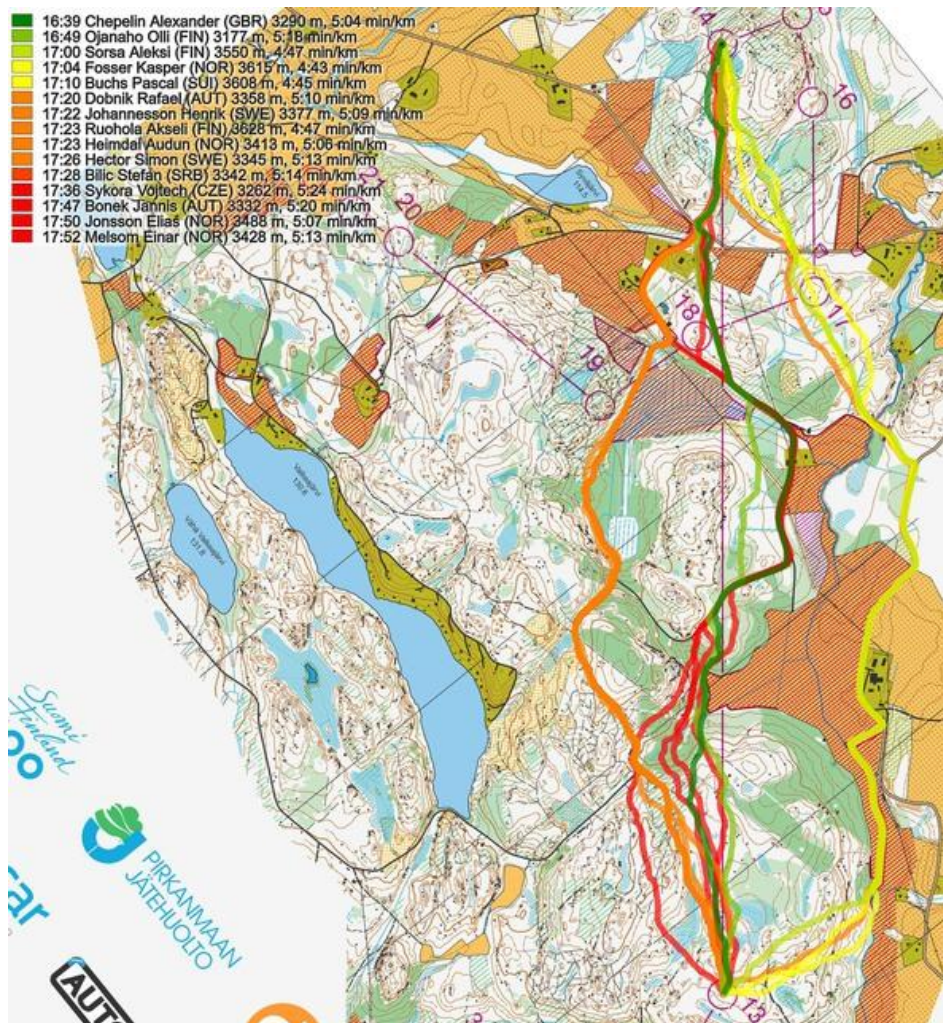 16:39 Chepelin Alexander (GBR) 3290 m, 5:04 min/km
16:49 Ojanaho Olli (FIN) 3177 m, 5:18 min/km
17:00 Sorsa Aleksi (FIN) 3550 m, 4:47 min/km
17:04 Fosser Kasper (NOR) 3615 m, 4:43 min/km
17:10 Buchs Pascal (SUI) 3608 m, 4:45 min/km
17:20 Dobnik Rafael (AUT) 3358 m, 5:10 min/km
17:22 Johannesson Henrik (SWE) 3377 m, 5:09 min/km
17:23 Ruohola Akseli (FIN) 3628 m, 4:47 min/km
17:23 Heimdal Audun (NOR) 3413 m, 5:06 min/km
17:26 Hector Simon (SWE) 3345 m, 5:13 min/km
17:28 Bilic Stefan (SRB) 3342 m, 5:14 min/km
17:36 Sykora Vojtech (CZE) 3262 m, 5:24 min/km
17:47 Bonek Jannis (AUT) 3332 m, 5:20 min/km
17:50 Jonsson Elias (NOR) 3488 m, 5:07 min/km
17:52 Melsom Einar (NOR) 3428 m, 5:13 min/km
14
16
21
20
18
17
19
13
Suomi
Finland
PIRKANMAAN
JÄTEHUOLTO